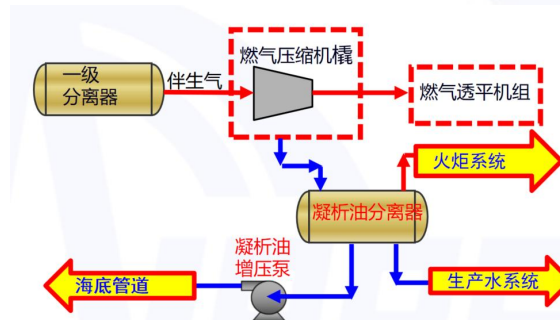 燃气压缩机橇
一级
分离器
伴生气
燃气透平机组
火炬系统
凝析油分离器
凝析油
增压泵
海底管道
生产水系统